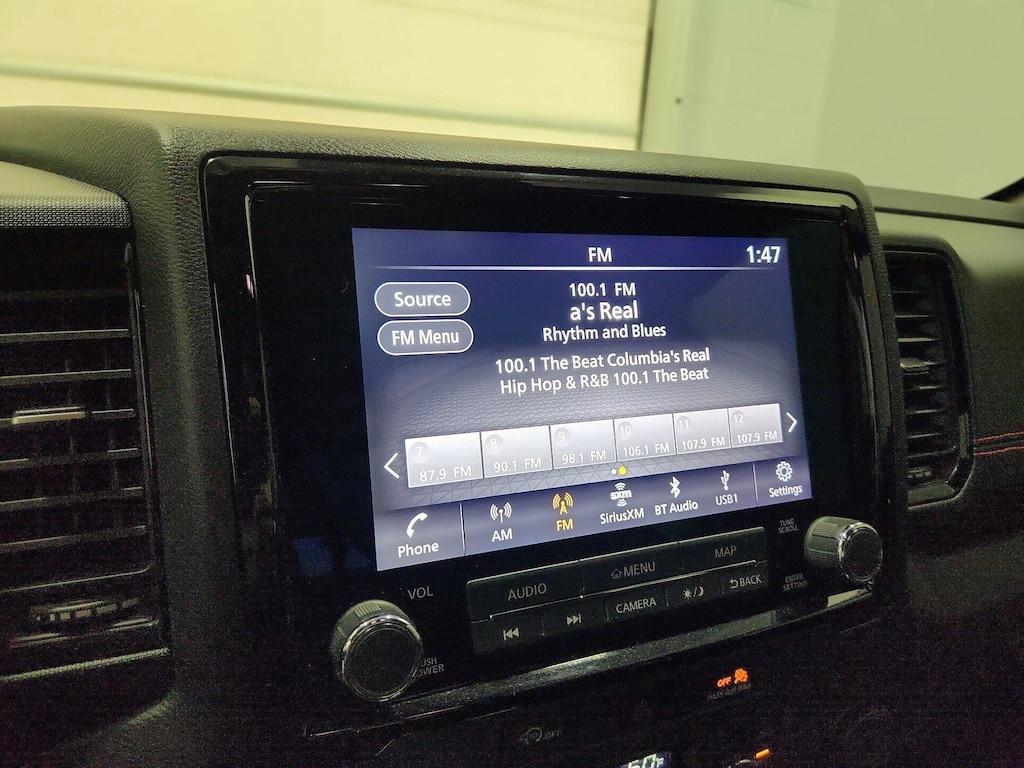 FM
1:47
Source
100.1 FM
a's Real
FM Menu
Rhythm and Blues
100.1 The Beat Columbia's Real
Hip Hop & R&B 100.1 The Beat
7
8
9
10
11
12
87.9 FM
90.1 FM
98.1 FM
106.1 FM
107.9 FM
107.9 FM
Phone
AM
FM
sxm
SiriusXM
BT Audio
USB1
Settings
TUNE
SCROLL
VOL
AUDIO
MENU
MAP
CAMERA
BACK
ENTER
SETTING
OFF
OFF